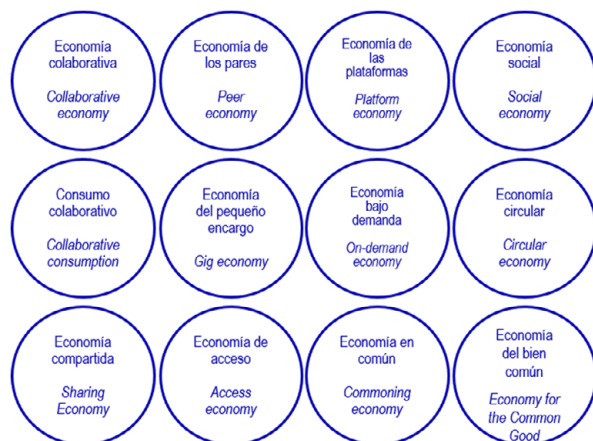 Economía
colaborativa
Collaborative
economy
Economía de
los pares
Peer
economy
Economía de
las
plataformas
Platform
economy
Economía
social
Social
economy
Consumo
colaborativo
Collaborative
consumption
Economía
del pequeño
encargo
Gig economy
Economía
bajo
demanda
On-demand
economy
Economía
circular
Circular
economy
Economía
compartida
Sharing
Economy
Economía de
acceso
Access
economy
Economía en
común
Commoning
economy
Economía
del bien
común
Economy for
the Common
Good